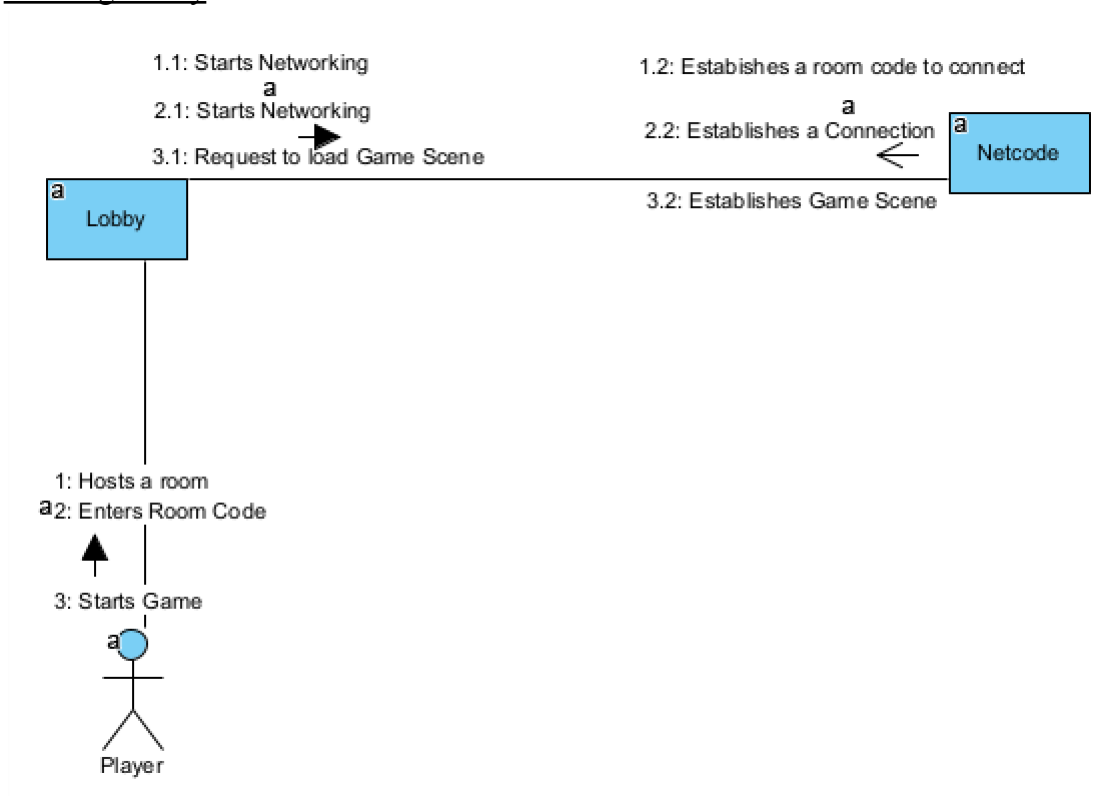 1.1: Starts Networking
a
2.1: Starts Networking
3.1: Request to load Game Scene
1.2: Estabishes a room code to connect
a
2.2: Establishes a Connection
3.2: Establishes Game Scene
a
Netcode
a
Lobby
1: Hosts a room
a
2: Enters Room Code
3: Starts Game
a
Player